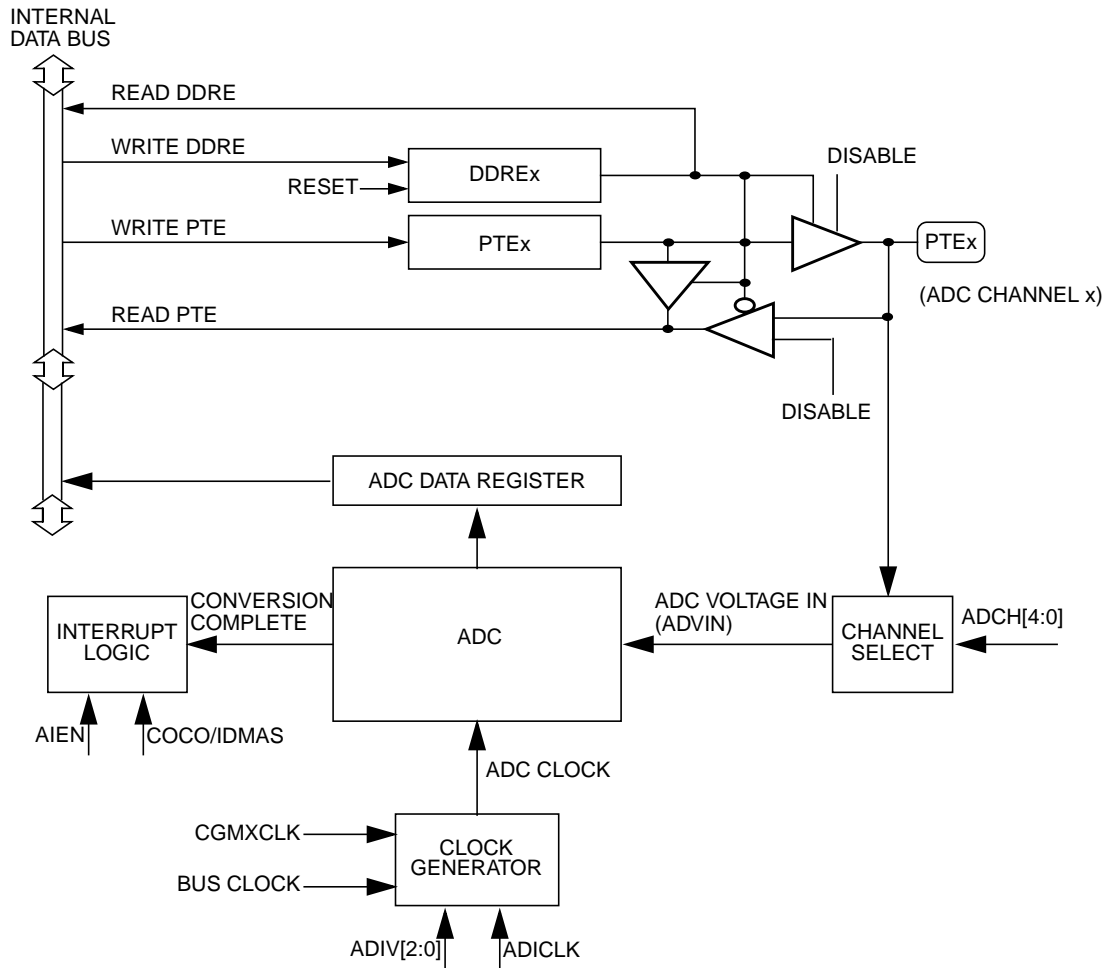 INTERNAL
DATA BUS
READ DDRE
WRITE DDRE
DISABLE
DDREx
RESET
WRITE PTE
PTEx
PTEx
(ADC CHANNEL x)
READ PTE
DISABLE
ADC DATA REGISTER
CONVERSION
COMPLETE
INTERRUPT
LOGIC
ADC
ADC VOLTAGE IN
(ADVIN)
CHANNEL
SELECT
ADCH[4:0]
AIEN
COCO/IDMAS
ADC CLOCK
CGMXCLK
CLOCK
GENERATOR
BUS CLOCK
ADIV[2:0]
ADICLK